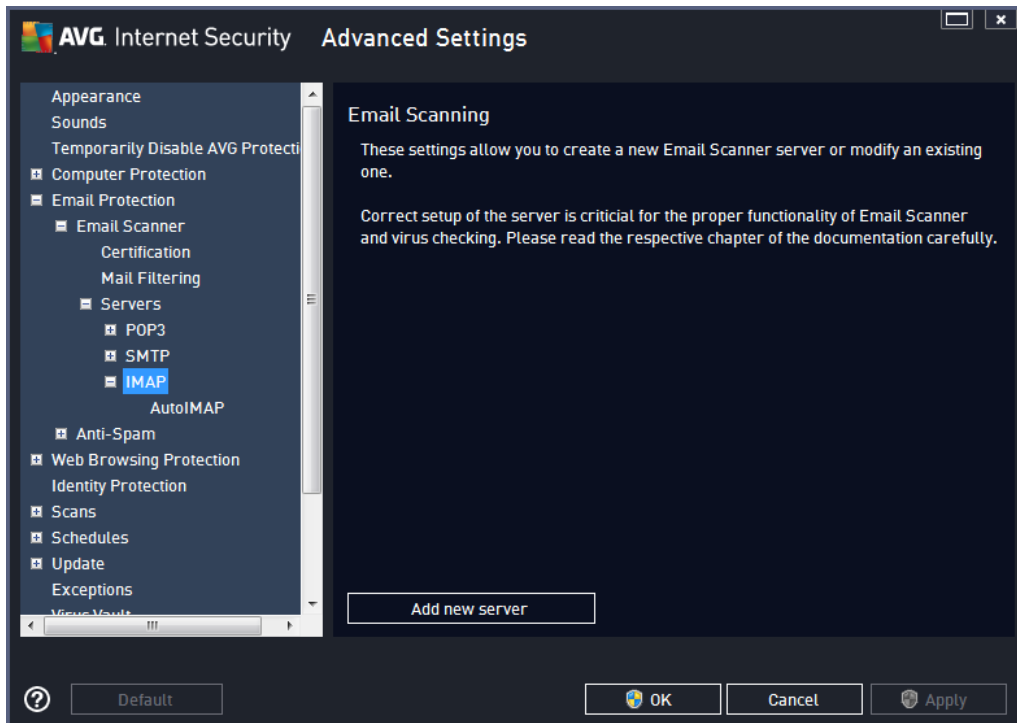 AVG. Internet Security Advanced Settings
Appearance
Sounds
Temporarily Disable AVG Protecti
Computer Protection
Email Protection
Email Scanner
Certification
Mail Filtering
Servers
POP3
SMTP
IMAP
AutoIMAP
Anti-Spam
Web Browsing Protection
Identity Protection
Scans
Schedules
Update
Exceptions
Virus Vault
Email Scanning
These settings allow you to create a new Email Scanner server or modify an existing
one.
Correct setup of the server is criticial for the proper functionality of Email Scanner
and virus checking. Please read the respective chapter of the documentation carefully.
Add new server
Default
OK
Cancel
Apply